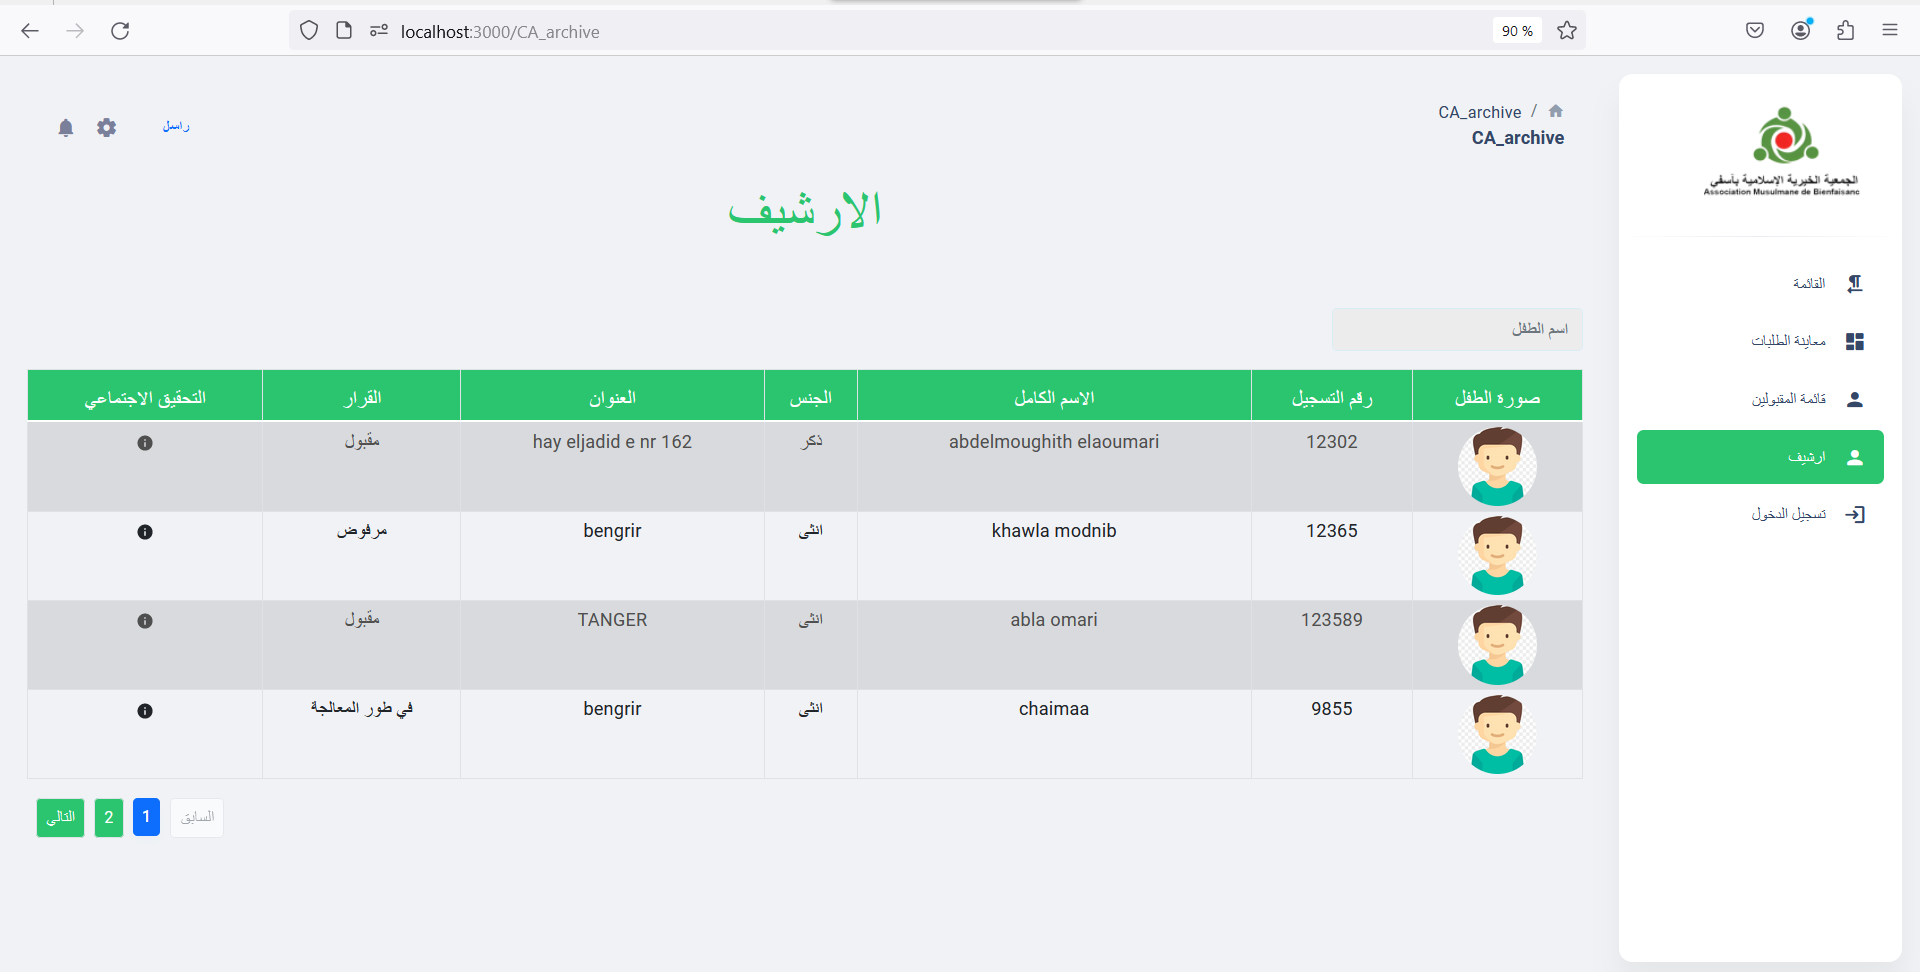 localhost:3000/CA_archive
90 %
راسل
CA_archive /
CA_archive
الجمعية الخيرية الإسلامية بآسفي
Association Musulmane de Bienfaisanc
القائمة
معاينة الطلبات
قائمة المقبولين
ارشيف
تسجيل الدخول
الارشيف
اسم الطفل
صورة الطفل رقم التسجيل الاسم الكامل الجنس العنوان القرار التحقيق الاجتماعي
12302 abdelmoughith elaoumari ذكر hay eljadid e nr 162 مقبول
12365 khawla modnib انثى bengrir مرفوض
123589 abla omari انثى TANGER مقبول
9855 chaimaa انثى bengrir في طور المعالجة
السابق 1 2 التالي